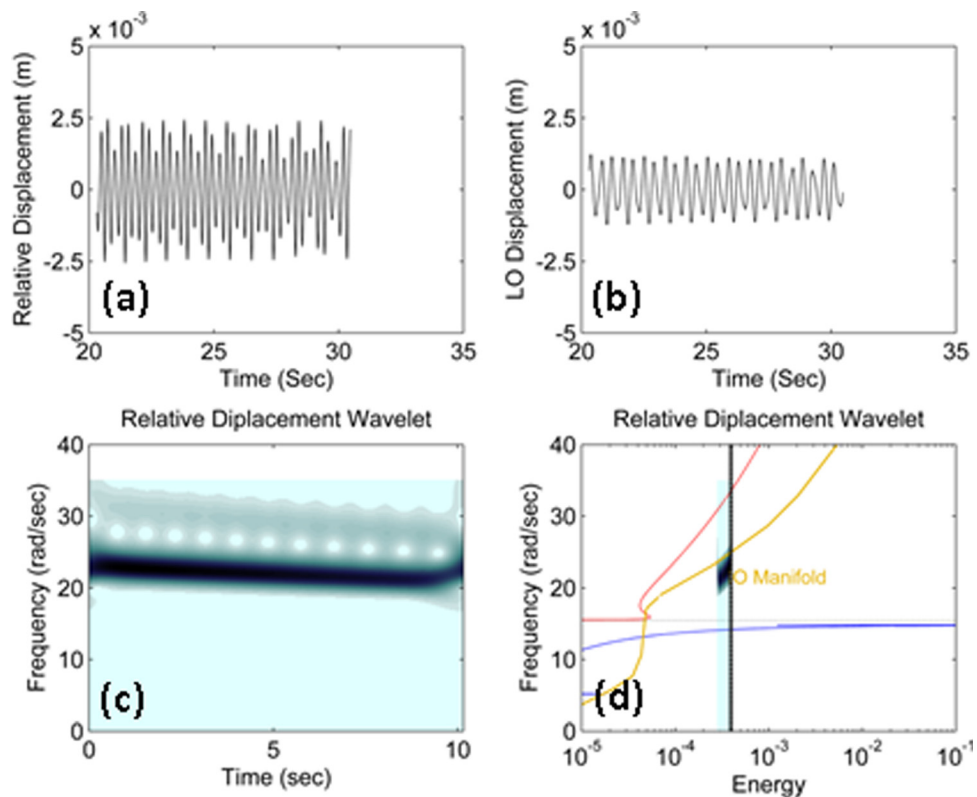 x 10⁻³
5
2.5
0
-2.5
-5
Relative Displacement (m)
(a)
20 25 30 35
Time (Sec)
x 10⁻³
5
2.5
0
-2.5
-5
LO Displacement (m)
(b)
20 25 30 35
Time (Sec)
Relative Diplacement Wavelet
40
30
20
10
0
Frequency (rad/sec)
(c)
0 5 10
Time (sec)
Relative Diplacement Wavelet
40
30
20
10
0
Frequency (rad/sec)
O Manifold
(d)
10⁻⁵ 10⁻⁴ 10⁻³ 10⁻² 10⁻¹
Energy